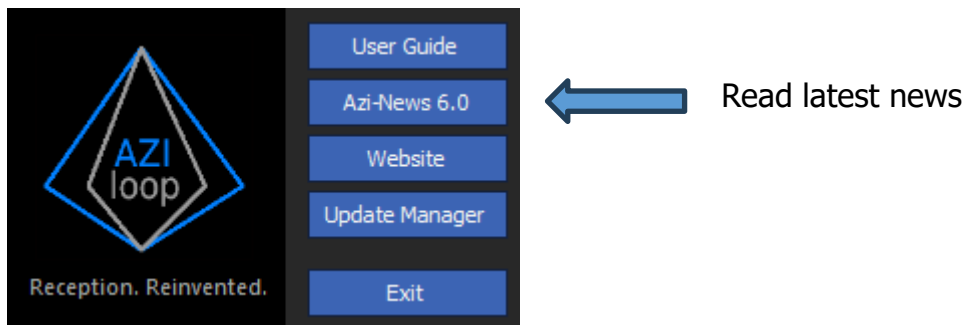 AZI
loop
Reception. Reinvented.
User Guide
Azi-News 6.0
Website
Update Manager
Exit
Read latest news